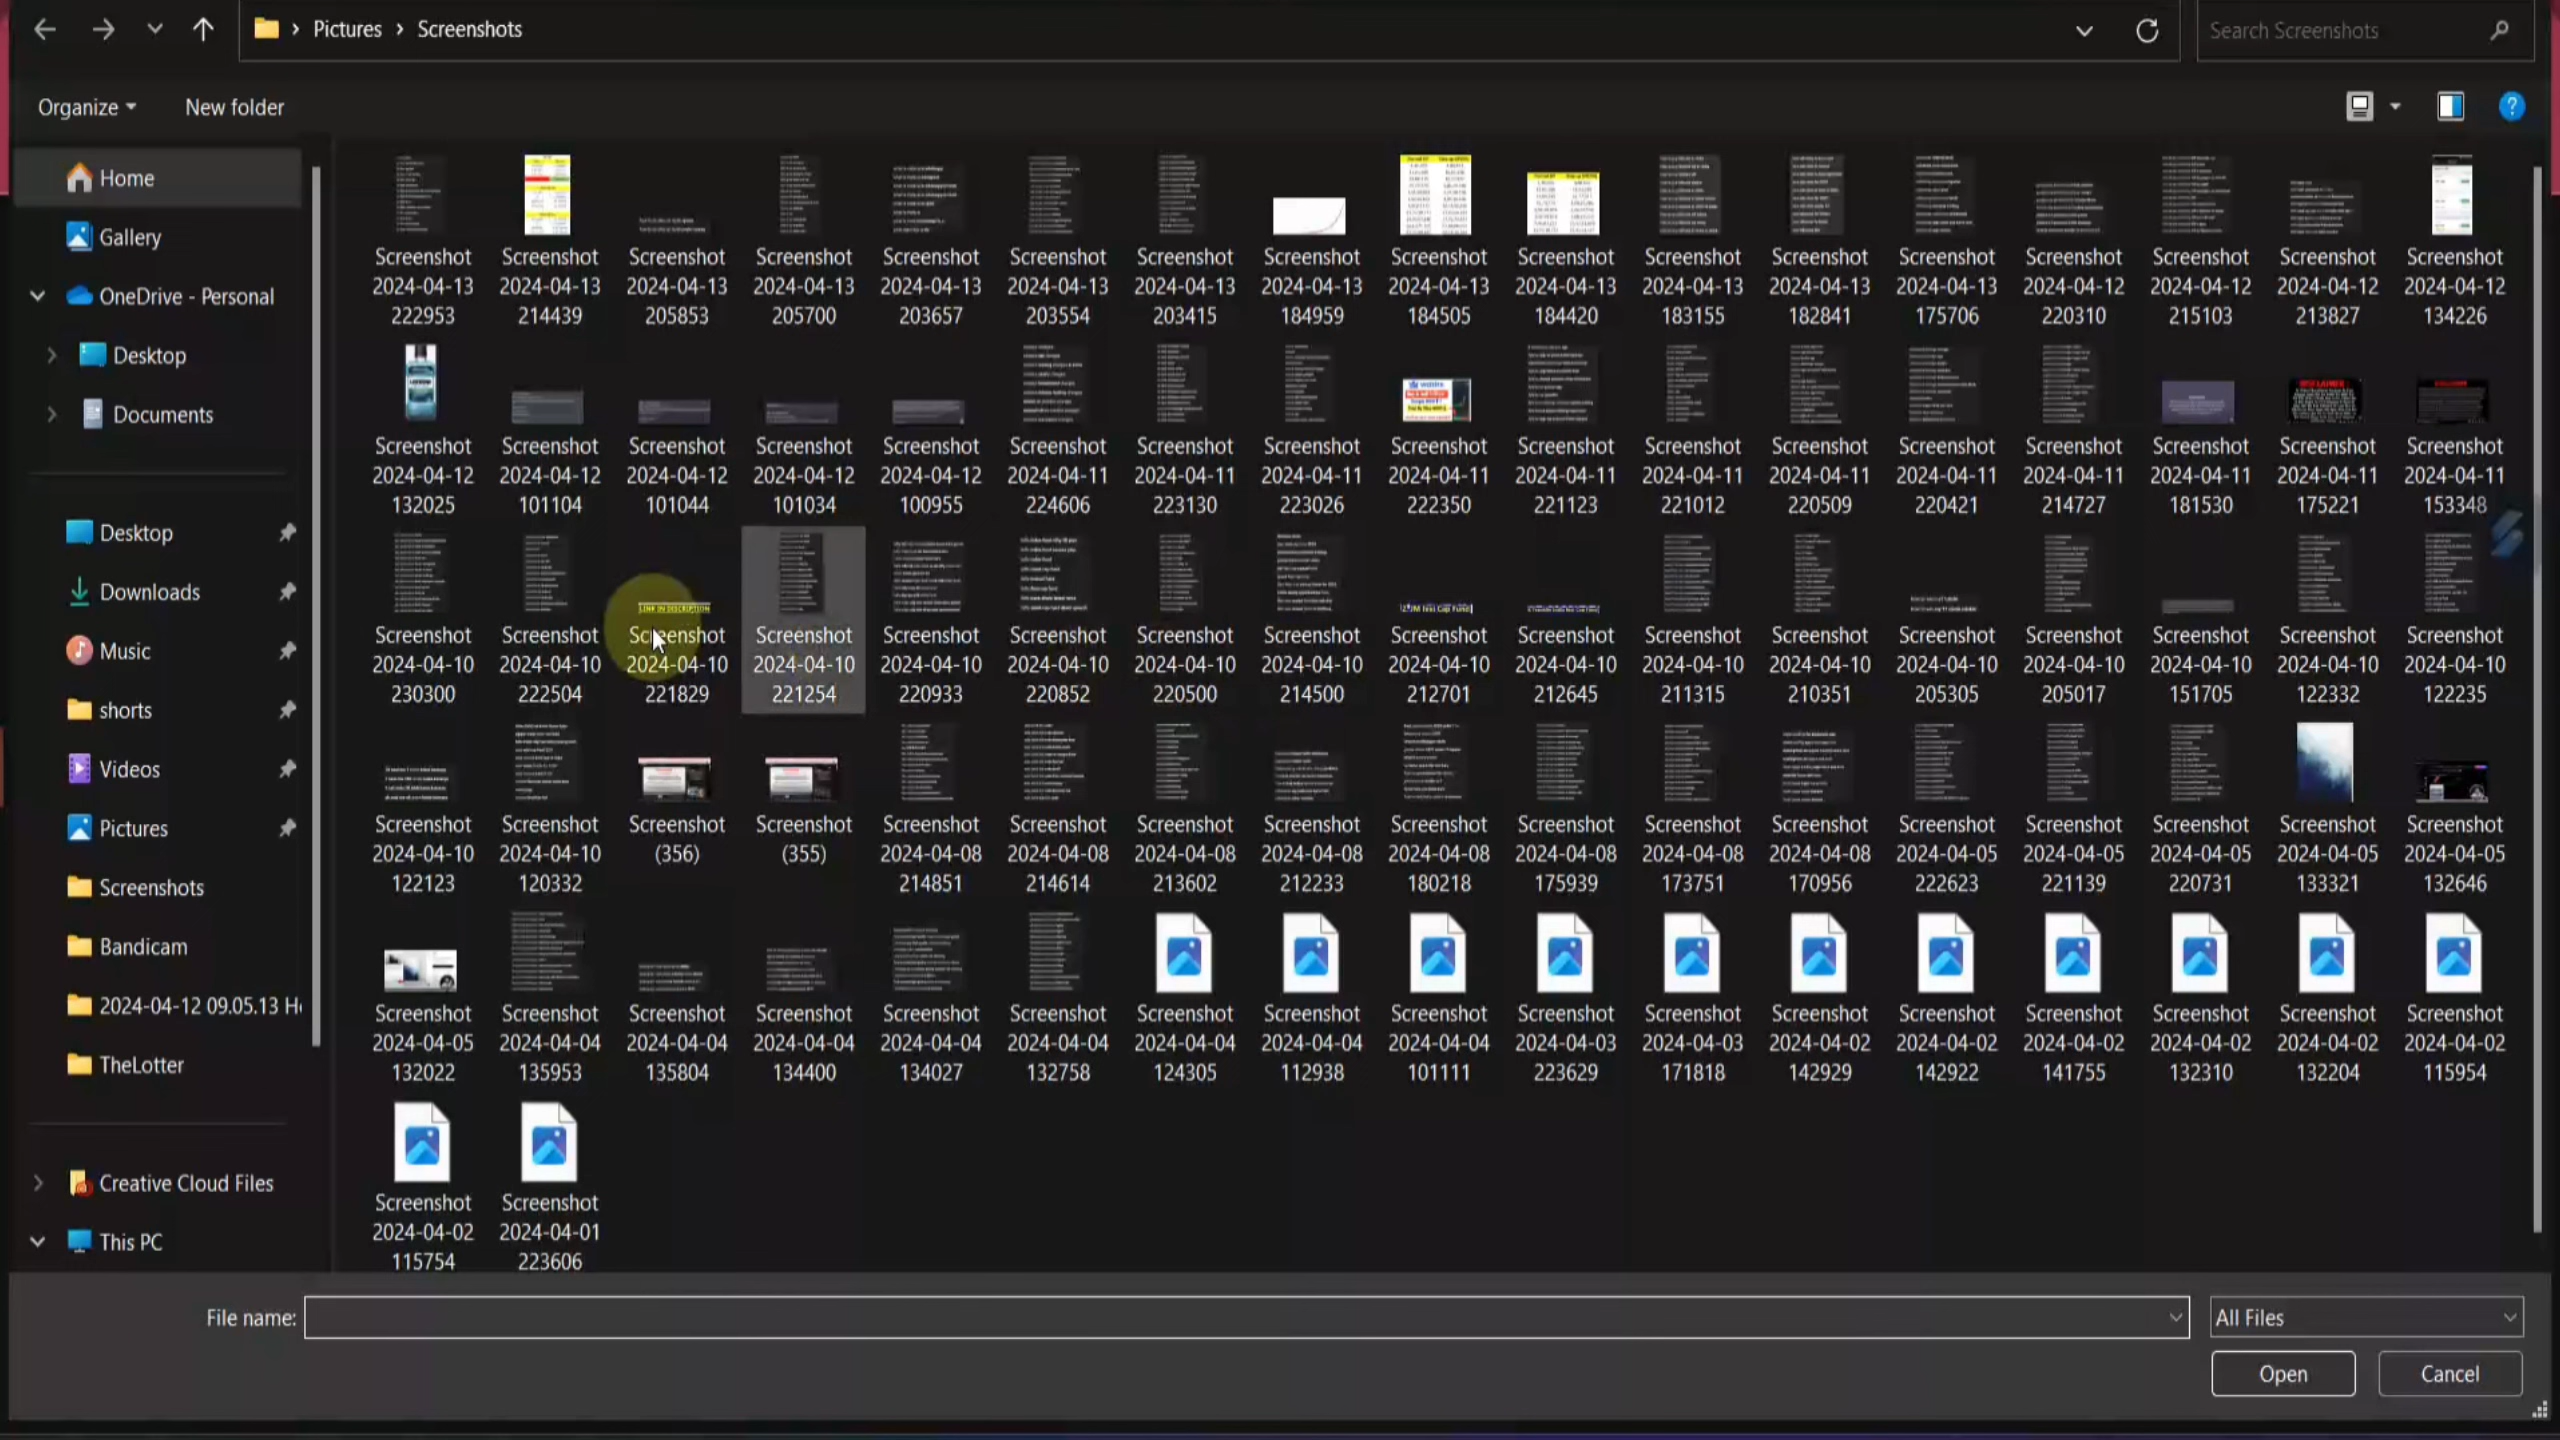 Pictures > Screenshots
Search Screenshots
Organize
New folder
Home
Gallery
OneDrive - Personal
Desktop
Documents
Desktop
Downloads
Music
shorts
Videos
Pictures
Screenshots
Bandicam
2024-04-12 09.05.13
TheLotter
Creative Cloud Files
This PC
Screenshot 2024-04-13 222953
Screenshot 2024-04-13 214439
Screenshot 2024-04-13 205853
Screenshot 2024-04-13 205700
Screenshot 2024-04-13 203657
Screenshot 2024-04-13 203554
Screenshot 2024-04-13 203415
Screenshot 2024-04-13 184959
Screenshot 2024-04-13 184505
Screenshot 2024-04-13 184420
Screenshot 2024-04-13 183155
Screenshot 2024-04-13 182841
Screenshot 2024-04-13 175706
Screenshot 2024-04-12 220310
Screenshot 2024-04-12 215103
Screenshot 2024-04-12 213827
Screenshot 2024-04-12 134226
Screenshot 2024-04-12 132025
Screenshot 2024-04-12 101104
Screenshot 2024-04-12 101044
Screenshot 2024-04-12 101034
Screenshot 2024-04-12 100955
Screenshot 2024-04-11 224606
Screenshot 2024-04-11 223130
Screenshot 2024-04-11 223026
Screenshot 2024-04-11 222350
Screenshot 2024-04-11 221123
Screenshot 2024-04-11 221012
Screenshot 2024-04-11 220509
Screenshot 2024-04-11 220421
Screenshot 2024-04-11 214727
Screenshot 2024-04-11 181530
Screenshot 2024-04-11 175221
Screenshot 2024-04-11 153348
Screenshot 2024-04-10 230300
Screenshot 2024-04-10 222504
LINK IN DISCRIPTION
Screenshot 2024-04-10 221829
Screenshot 2024-04-10 221254
Screenshot 2024-04-10 220933
Screenshot 2024-04-10 220852
Screenshot 2024-04-10 220500
Screenshot 2024-04-10 214500
Screenshot 2024-04-10 212701
Screenshot 2024-04-10 212645
Screenshot 2024-04-10 211315
Screenshot 2024-04-10 210351
Screenshot 2024-04-10 205305
Screenshot 2024-04-10 205017
Screenshot 2024-04-10 151705
Screenshot 2024-04-10 122332
Screenshot 2024-04-10 122235
Screenshot 2024-04-10 122123
Screenshot 2024-04-10 120332
Screenshot (356)
Screenshot (355)
Screenshot 2024-04-08 214851
Screenshot 2024-04-08 214614
Screenshot 2024-04-08 213602
Screenshot 2024-04-08 212233
Screenshot 2024-04-08 180218
Screenshot 2024-04-08 175939
Screenshot 2024-04-08 173751
Screenshot 2024-04-08 170956
Screenshot 2024-04-05 222623
Screenshot 2024-04-05 221139
Screenshot 2024-04-05 220731
Screenshot 2024-04-05 133321
Screenshot 2024-04-05 132646
Screenshot 2024-04-05 132022
Screenshot 2024-04-04 135953
Screenshot 2024-04-04 135804
Screenshot 2024-04-04 134400
Screenshot 2024-04-04 134027
Screenshot 2024-04-04 132758
Screenshot 2024-04-04 124305
Screenshot 2024-04-04 112938
Screenshot 2024-04-04 101111
Screenshot 2024-04-03 223629
Screenshot 2024-04-03 171818
Screenshot 2024-04-02 142929
Screenshot 2024-04-02 142922
Screenshot 2024-04-02 141755
Screenshot 2024-04-02 132310
Screenshot 2024-04-02 132204
Screenshot 2024-04-02 115954
Screenshot 2024-04-02 115754
Screenshot 2024-04-01 223606
File name:
All Files
Open
Cancel